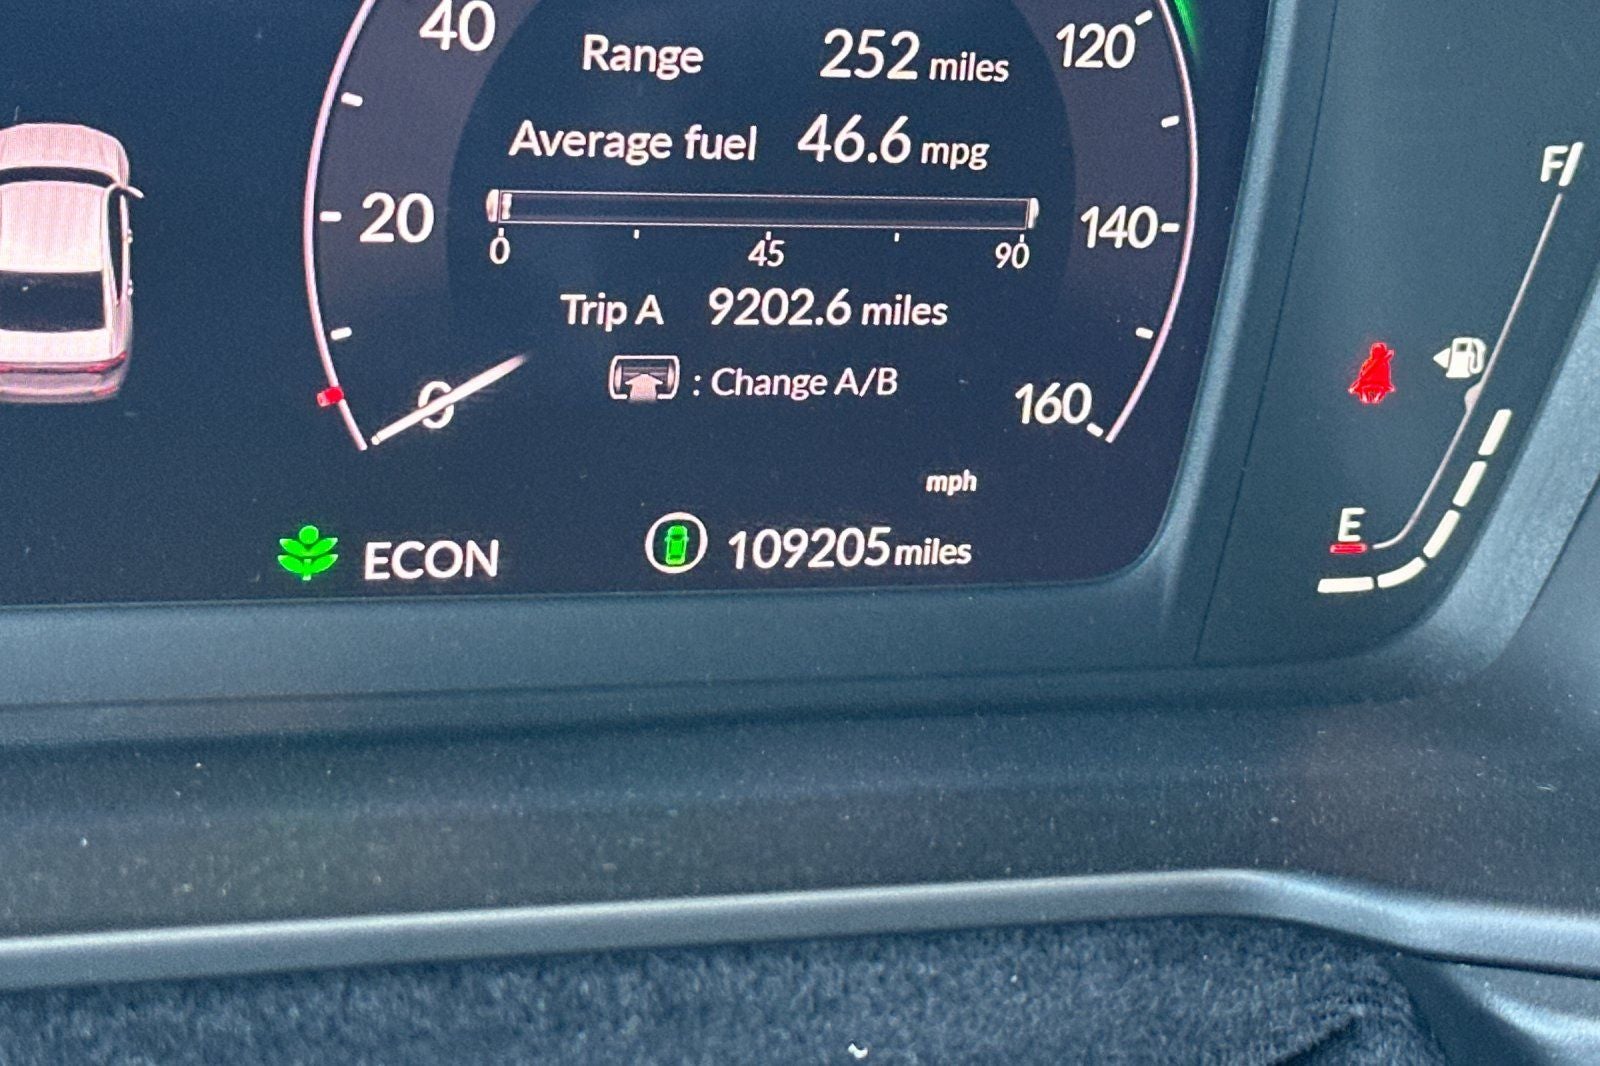 40
Range 252 miles
120
Average fuel 46.6 mpg
F
20
0 45 90
140
Trip A 9202.6 miles
: Change A/B
0
160
mph
E
ECON
109205 miles